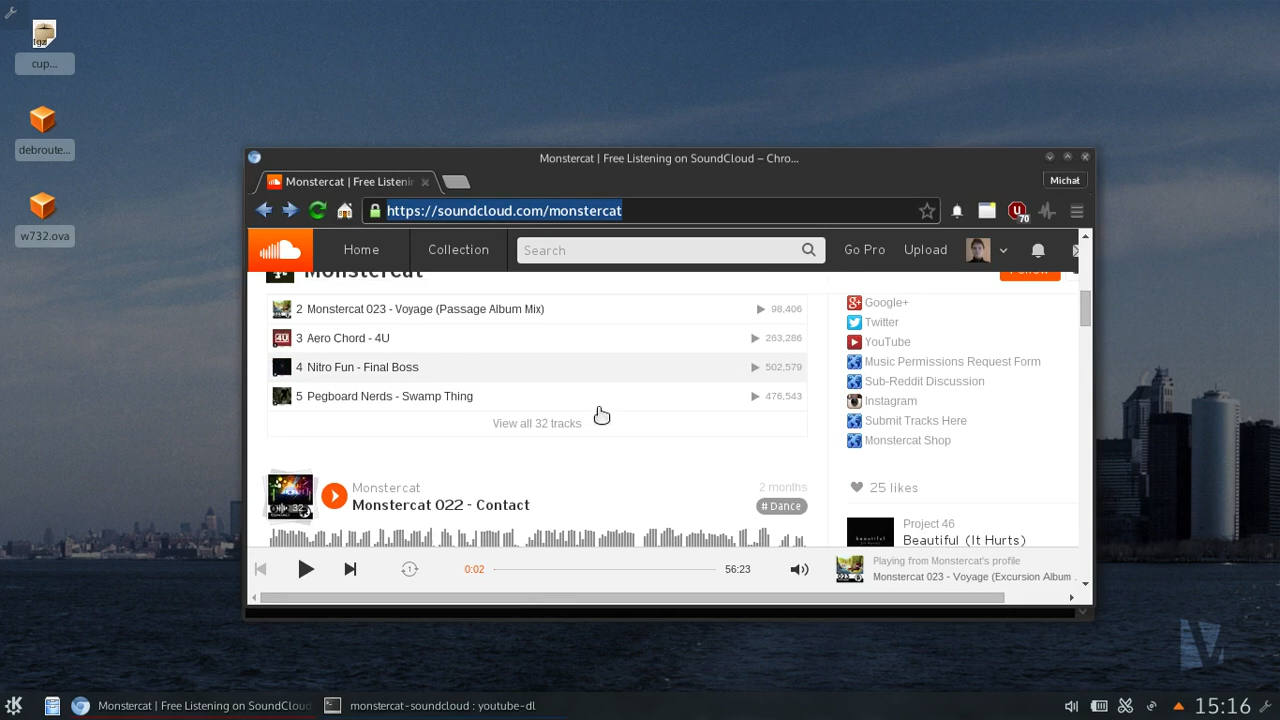 tgz
cup...
debroute...
w732.ova
Monstercat | Free Listening on SoundCloud – Chro...
Monstercat | Free Listenin
Michał
https://soundcloud.com/monstercat
U
70
Home
Collection
Search
Go Pro
Upload
Monstercat
Follow
2 Monstercat 023 - Voyage (Passage Album Mix)
98,406
3 Aero Chord - 4U
263,286
4 Nitro Fun - Final Boss
502,579
5 Pegboard Nerds - Swamp Thing
476,543
View all 32 tracks
Google+
Twitter
YouTube
Music Permissions Request Form
Sub-Reddit Discussion
Instagram
Submit Tracks Here
Monstercat Shop
25 likes
32
Monstercat
Monstercat 022 - Contact
2 months
# Dance
Project 46
Beautiful (It Hurts)
1
0:02
56:23
Playing from Monstercat's profile
Monstercat 023 - Voyage (Excursion Album .
Monstercat | Free Listening on SoundCloud
monstercat-soundcloud : youtube-dl
15:16